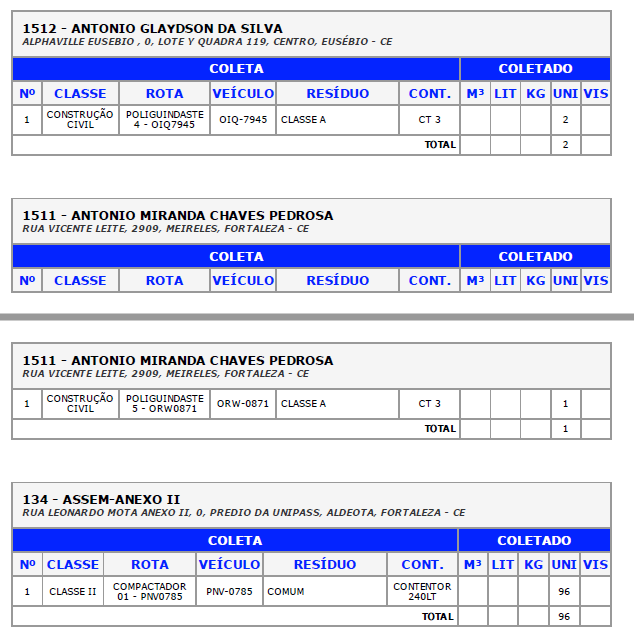 1512 - ANTONIO GLAYDSON DA SILVA
ALPHAVILLE EUSEBIO , 0, LOTE Y QUADRA 119, CENTRO, EUSÉBIO - CE
COLETA COLETADO
Nº CLASSE ROTA VEÍCULO RESÍDUO CONT. M³ LIT KG UNI VIS
1 CONSTRUÇÃO CIVIL POLIGUINDASTE 4 - OIQ7945 OIQ-7945 CLASSE A CT 3 2
TOTAL 2
1511 - ANTONIO MIRANDA CHAVES PEDROSA
RUA VICENTE LEITE, 2909, MEIRELES, FORTALEZA - CE
COLETA COLETADO
Nº CLASSE ROTA VEÍCULO RESÍDUO CONT. M³ LIT KG UNI VIS
1511 - ANTONIO MIRANDA CHAVES PEDROSA
RUA VICENTE LEITE, 2909, MEIRELES, FORTALEZA - CE
1 CONSTRUÇÃO CIVIL POLIGUINDASTE 5 - ORW0871 ORW-0871 CLASSE A CT 3 1
TOTAL 1
134 - ASSEM-ANEXO II
RUA LEONARDO MOTA ANEXO II, 0, PREDIO DA UNIPASS, ALDEOTA, FORTALEZA - CE
COLETA COLETADO
Nº CLASSE ROTA VEÍCULO RESÍDUO CONT. M³ LIT KG UNI VIS
1 CLASSE II COMPACTADOR 01 - PNV0785 PNV-0785 COMUM CONTENTOR 240LT 96
TOTAL 96